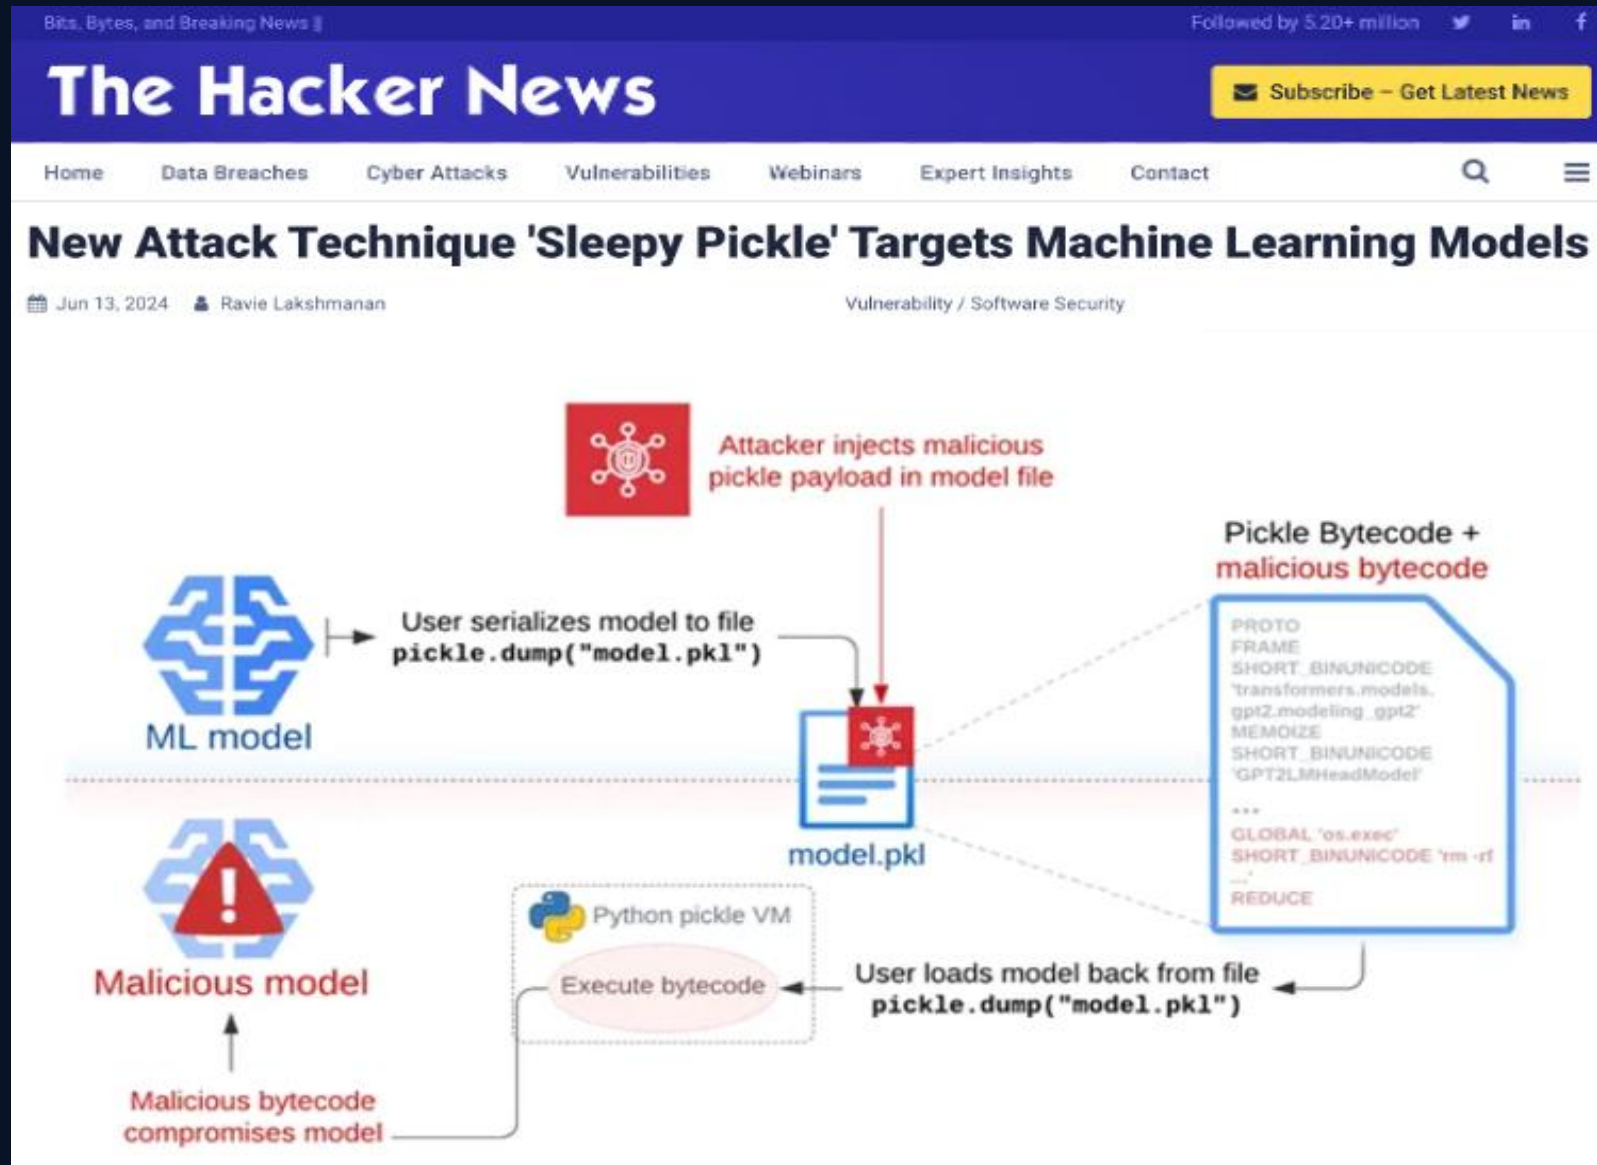 Bits, Bytes, and Breaking News ||
Followed by 5.20+ million
The Hacker News
Subscribe – Get Latest News
Home
Data Breaches
Cyber Attacks
Vulnerabilities
Webinars
Expert Insights
Contact
New Attack Technique 'Sleepy Pickle' Targets Machine Learning Models
Jun 13, 2024
Ravie Lakshmanan
Vulnerability / Software Security
Attacker injects malicious
pickle payload in model file
Pickle Bytecode +
malicious bytecode
User serializes model to file
pickle.dump("model.pkl")
ML model
PROTO
FRAME
SHORT_BINUNICODE
'transformers.models.
gpt2.modeling_gpt2'
MEMOIZE
SHORT_BINUNICODE
'GPT2LMHeadModel'
...
GLOBAL 'os.exec'
SHORT_BINUNICODE 'rm -rf
...'
REDUCE
model.pkl
Python pickle VM
Execute bytecode
User loads model back from file
pickle.dump("model.pkl")
Malicious model
Malicious bytecode
compromises model